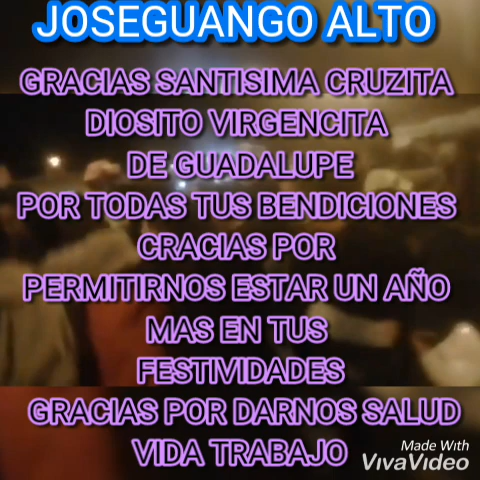 JOSEGUANGO ALTO
GRACIAS SANTISIMA CRUZITA
DIOSITO VIRGENCITA
DE GUADALUPE
POR TODAS TUS BENDICIONES
CRACIAS POR
PERMITIRNOS ESTAR UN AÑO
MAS EN TUS
FESTIVIDADES
GRACIAS POR DARNOS SALUD
VIDA TRABAJO
Made With
VivaVideo